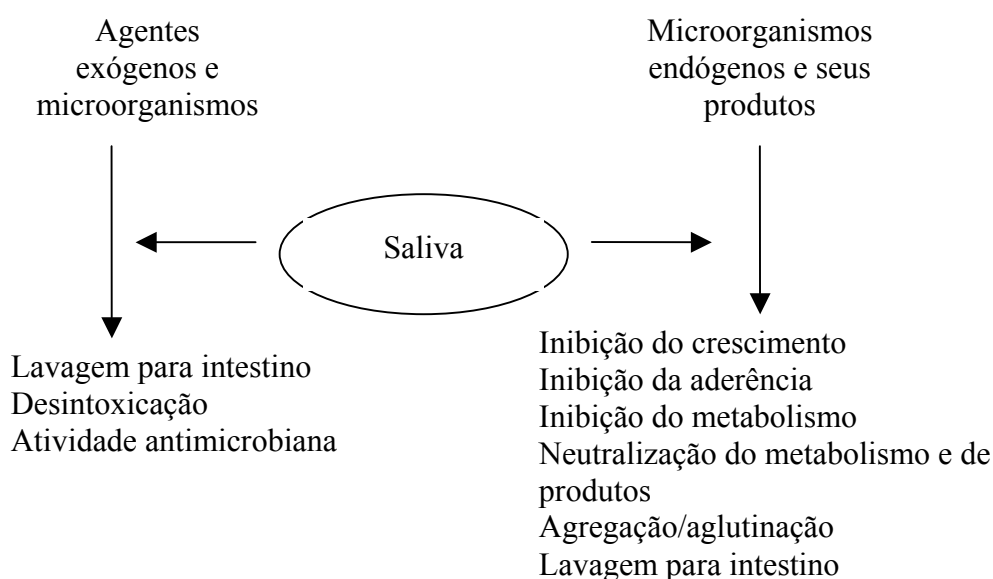 Agentes
exógenos e
microorganismos
Microorganismos
endógenos e seus
produtos
Saliva
Lavagem para intestino
Desintoxicação
Atividade antimicrobiana
Inibição do crescimento
Inibição da aderência
Inibição do metabolismo
Neutralização do metabolismo e de
produtos
Agregação/aglutinação
Lavagem para intestino